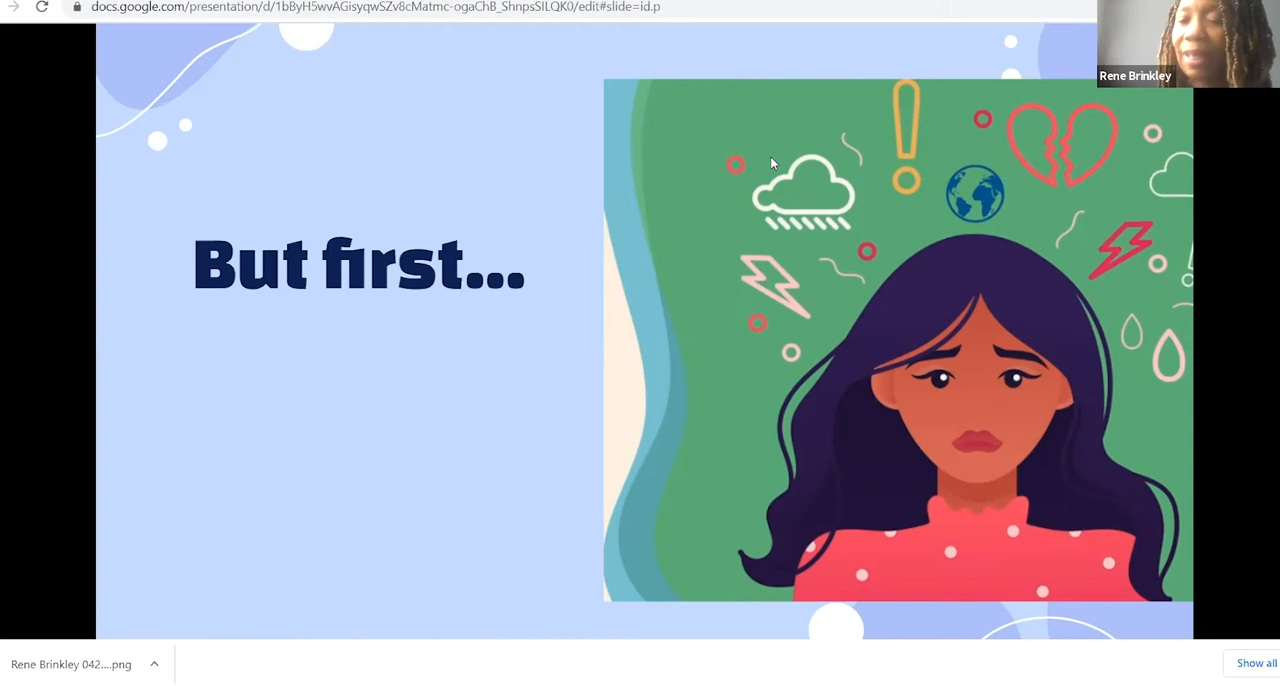 docs.google.com/presentation/d/1bByH5wvAGisyqwSZv8cMatmc-ogaChB_ShnpsSILQK0/edit#slide=id.p
Rene Brinkley
But first...
Rene Brinkley 042....png
Show all